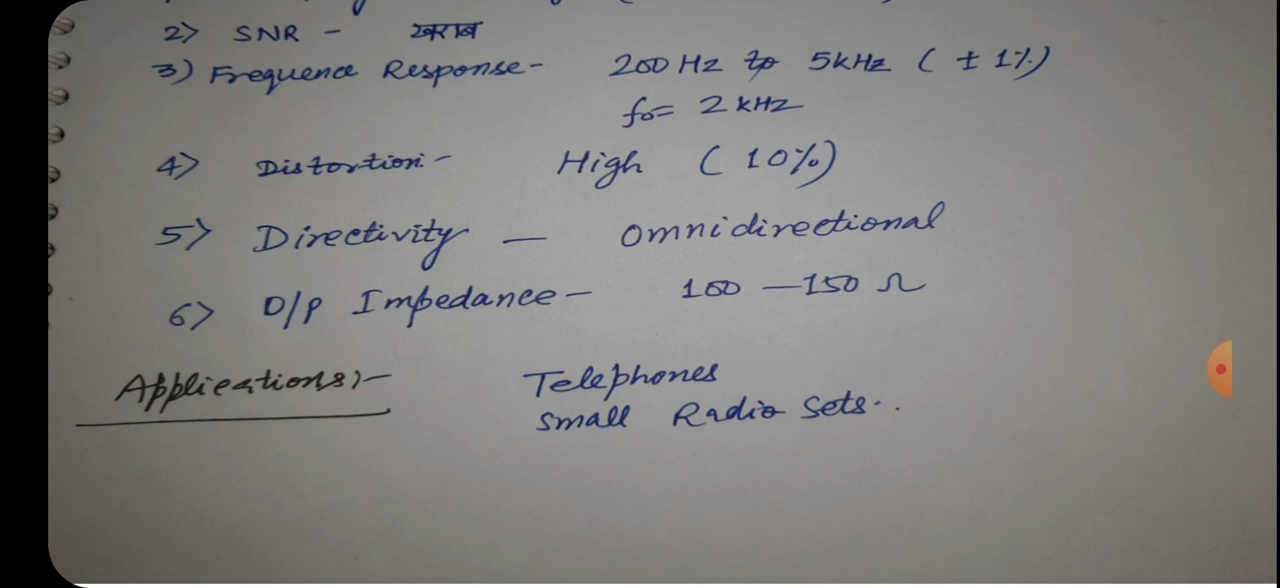 2> SNR - खराब
3) Frequence Response - 200 Hz to 5kHz ( ± 1%)
fo = 2 kHz
4> Distortion - High ( 10%)
5> Directivity — Omnidirectional
6> O/P Impedance - 100 — 150 Ω
Applications:- Telephones
Small Radio Sets..